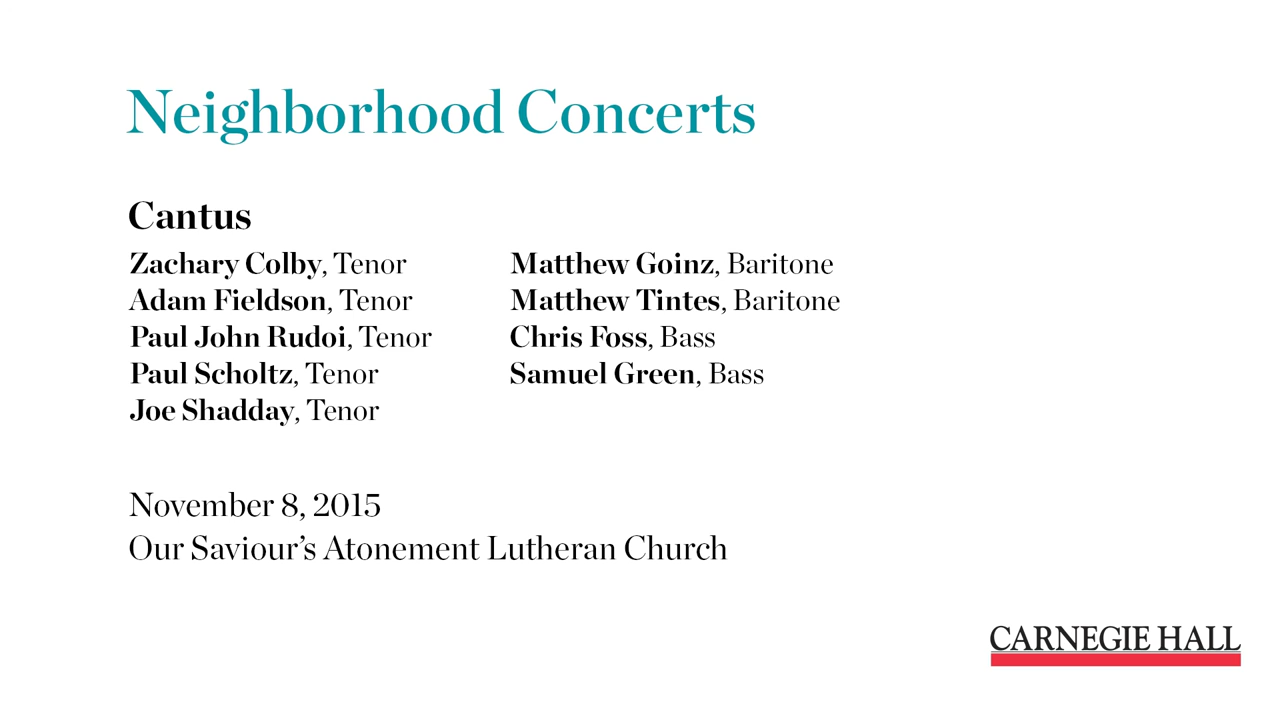 Neighborhood Concerts
Cantus
Zachary Colby, Tenor
Adam Fieldson, Tenor
Paul John Rudoi, Tenor
Paul Scholtz, Tenor
Joe Shadday, Tenor
Matthew Goinz, Baritone
Matthew Tintes, Baritone
Chris Foss, Bass
Samuel Green, Bass
November 8, 2015
Our Saviour’s Atonement Lutheran Church
CARNEGIE HALL